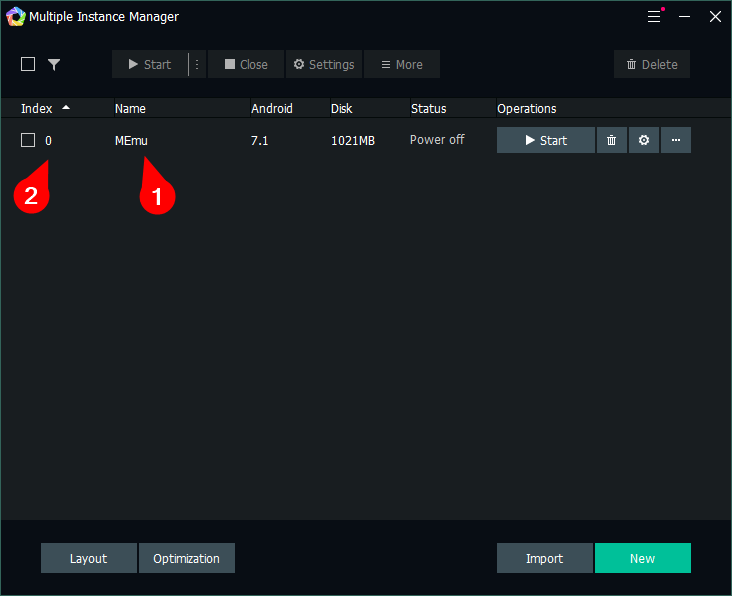 Multiple Instance Manager
Start Close Settings More Delete
Index Name Android Disk Status Operations
0 MEmu 7.1 1021MB Power off Start
2 1
Layout Optimization Import New